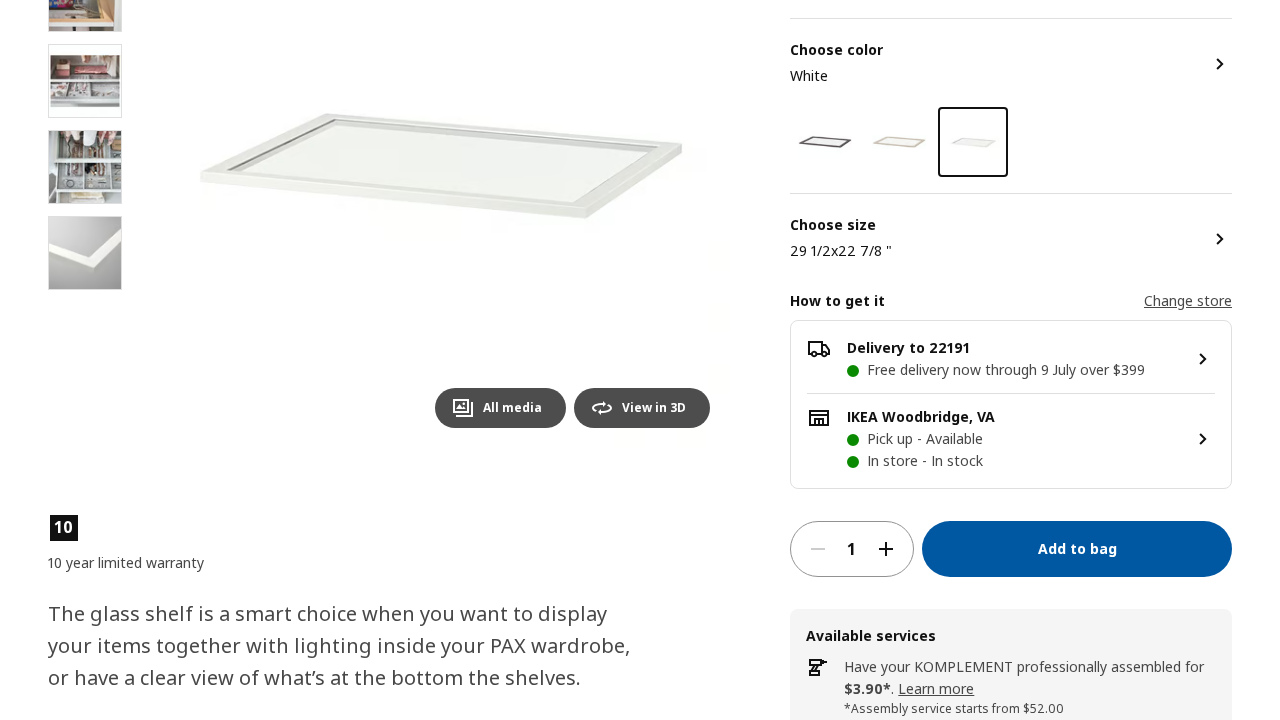 Choose color
White
Choose size
29 1/2x22 7/8 "
How to get it
Change store
Delivery to 22191
Free delivery now through 9 July over $399
IKEA Woodbridge, VA
Pick up - Available
In store - In stock
All media
View in 3D
10
10 year limited warranty
1
Add to bag
The glass shelf is a smart choice when you want to display
your items together with lighting inside your PAX wardrobe,
or have a clear view of what’s at the bottom the shelves.
Available services
Have your KOMPLEMENT professionally assembled for
$3.90*. Learn more
*Assembly service starts from $52.00